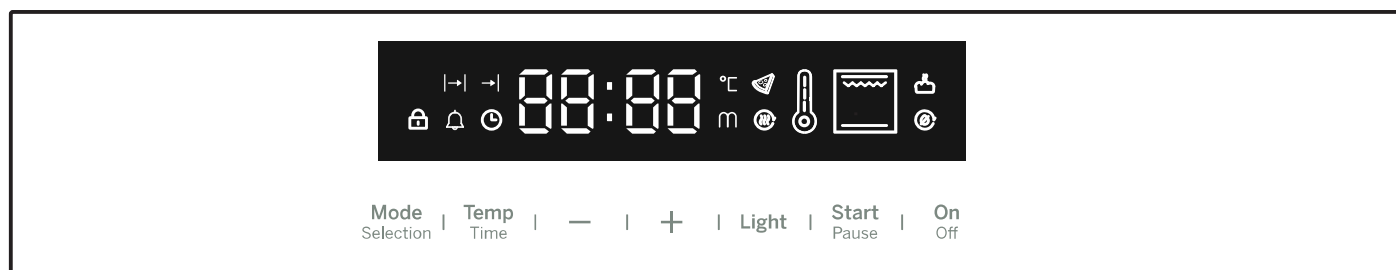 88:88 °C
m
Mode | Temp | − | + | Light | Start | On
Selection Time Pause Off